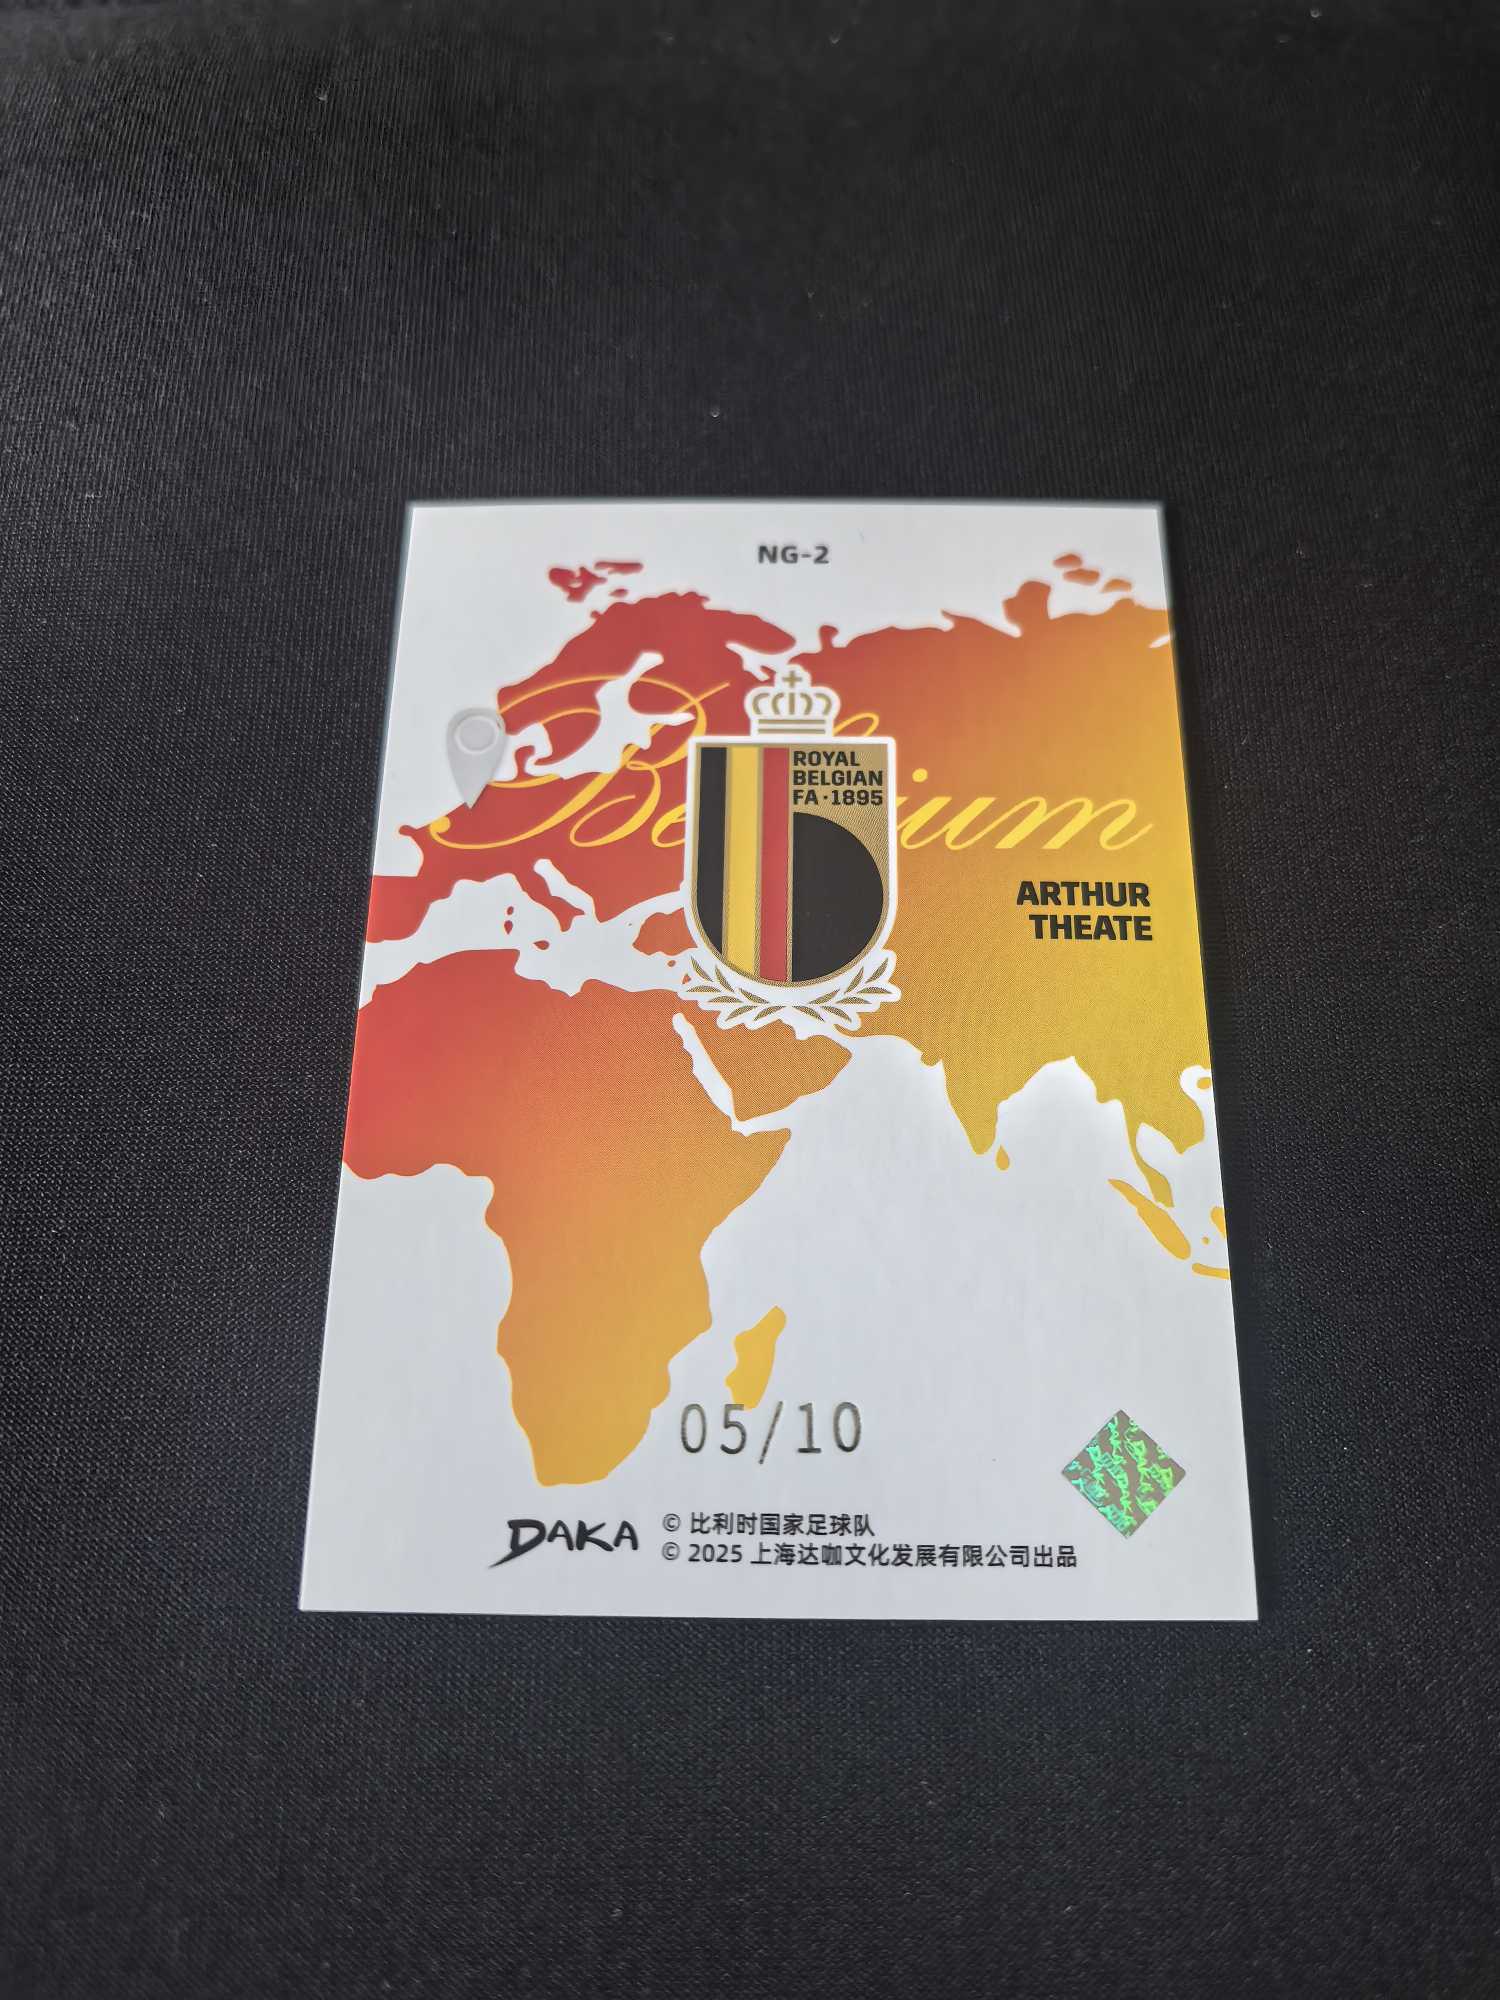 NG-2
Belgium
ROYAL
BELGIAN
FA·1895
ARTHUR
THEATE
05/10
DAKA
© 比利时国家足球队
© 2025 上海达咖文化发展有限公司出品